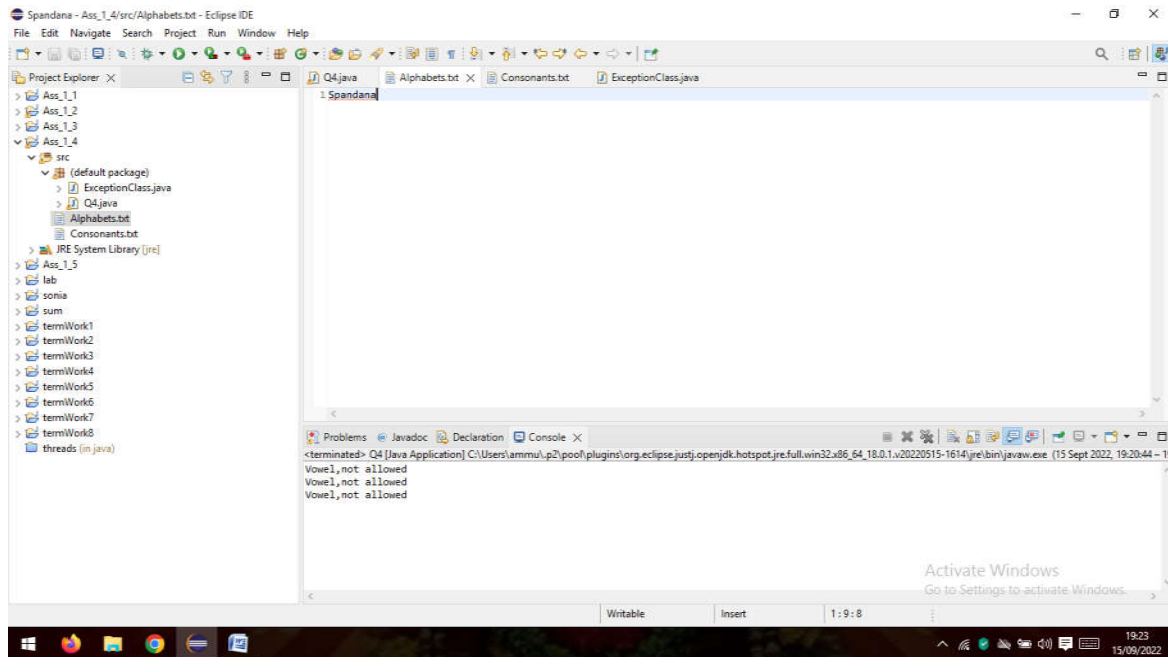 Spandana - Ass_1_4/src/Alphabets.txt - Eclipse IDE
File Edit Navigate Search Project Run Window Help
Project Explorer
Q4.java Alphabets.txt Consonants.txt ExceptionClass.java
Ass_1_1
Ass_1_2
Ass_1_3
Ass_1_4
src
(default package)
ExceptionClass.java
Q4.java
Alphabets.txt
Consonants.txt
JRE System Library [jre]
Ass_1_5
lab
sonia
sum
termWork1
termWork2
termWork3
termWork4
termWork5
termWork6
termWork7
termWork8
threads (in java)
1 Spandana
Problems Javadoc Declaration Console
<terminated> Q4 [Java Application] C:\Users\ammu\.p2\pool\plugins\org.eclipse.justj.openjdk.hotspot.jre.full.win32.x86_64_18.0.1.v20220515-1614\jre\bin\javaw.exe (15 Sept 2022, 19:20:44 – 1
Vowel,not allowed
Vowel,not allowed
Vowel,not allowed
Activate Windows
Go to Settings to activate Windows.
Writable Insert 1 : 9 : 8
19:23
15/09/2022